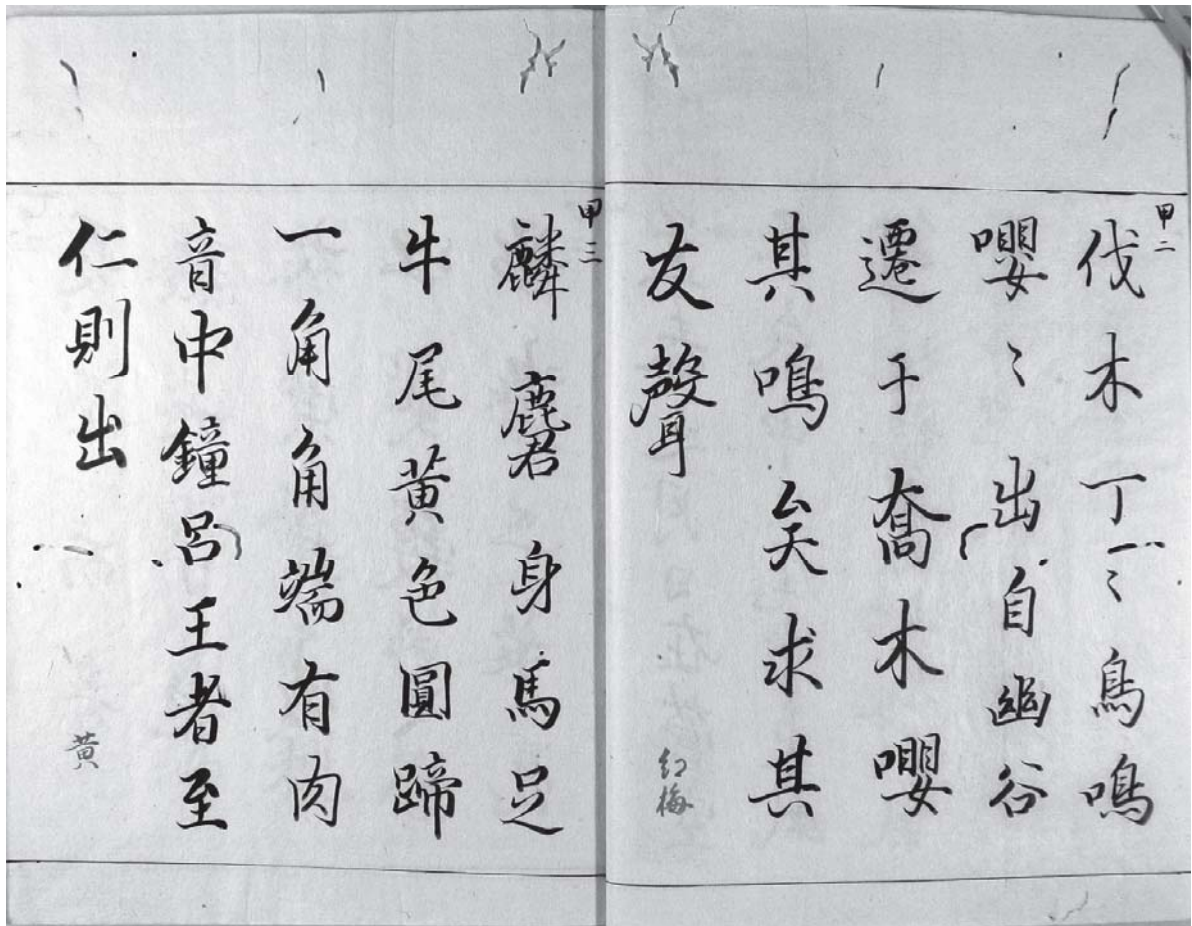 甲二
伐木丁〻鳥鳴
嚶〻出自幽谷
遷于喬木嚶
其鳴矣求其
友聲
紅梅
甲三
麟麏身馬足
牛尾黄色圓蹄
一角角端有肉
音中鐘呂王者至
仁則出
黄